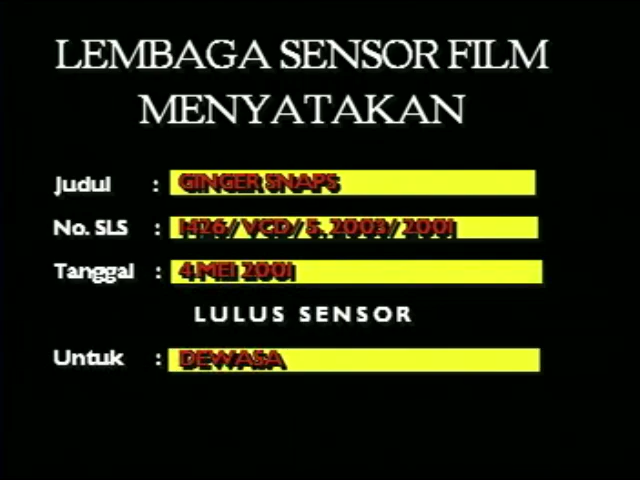 LEMBAGA SENSOR FILM
MENYATAKAN
Judul : GINGER SNAPS
No. SLS : 1426/VCD/5. 2003/2001
Tanggal : 4.MEI 2001
LULUS SENSOR
Untuk : DEWASA